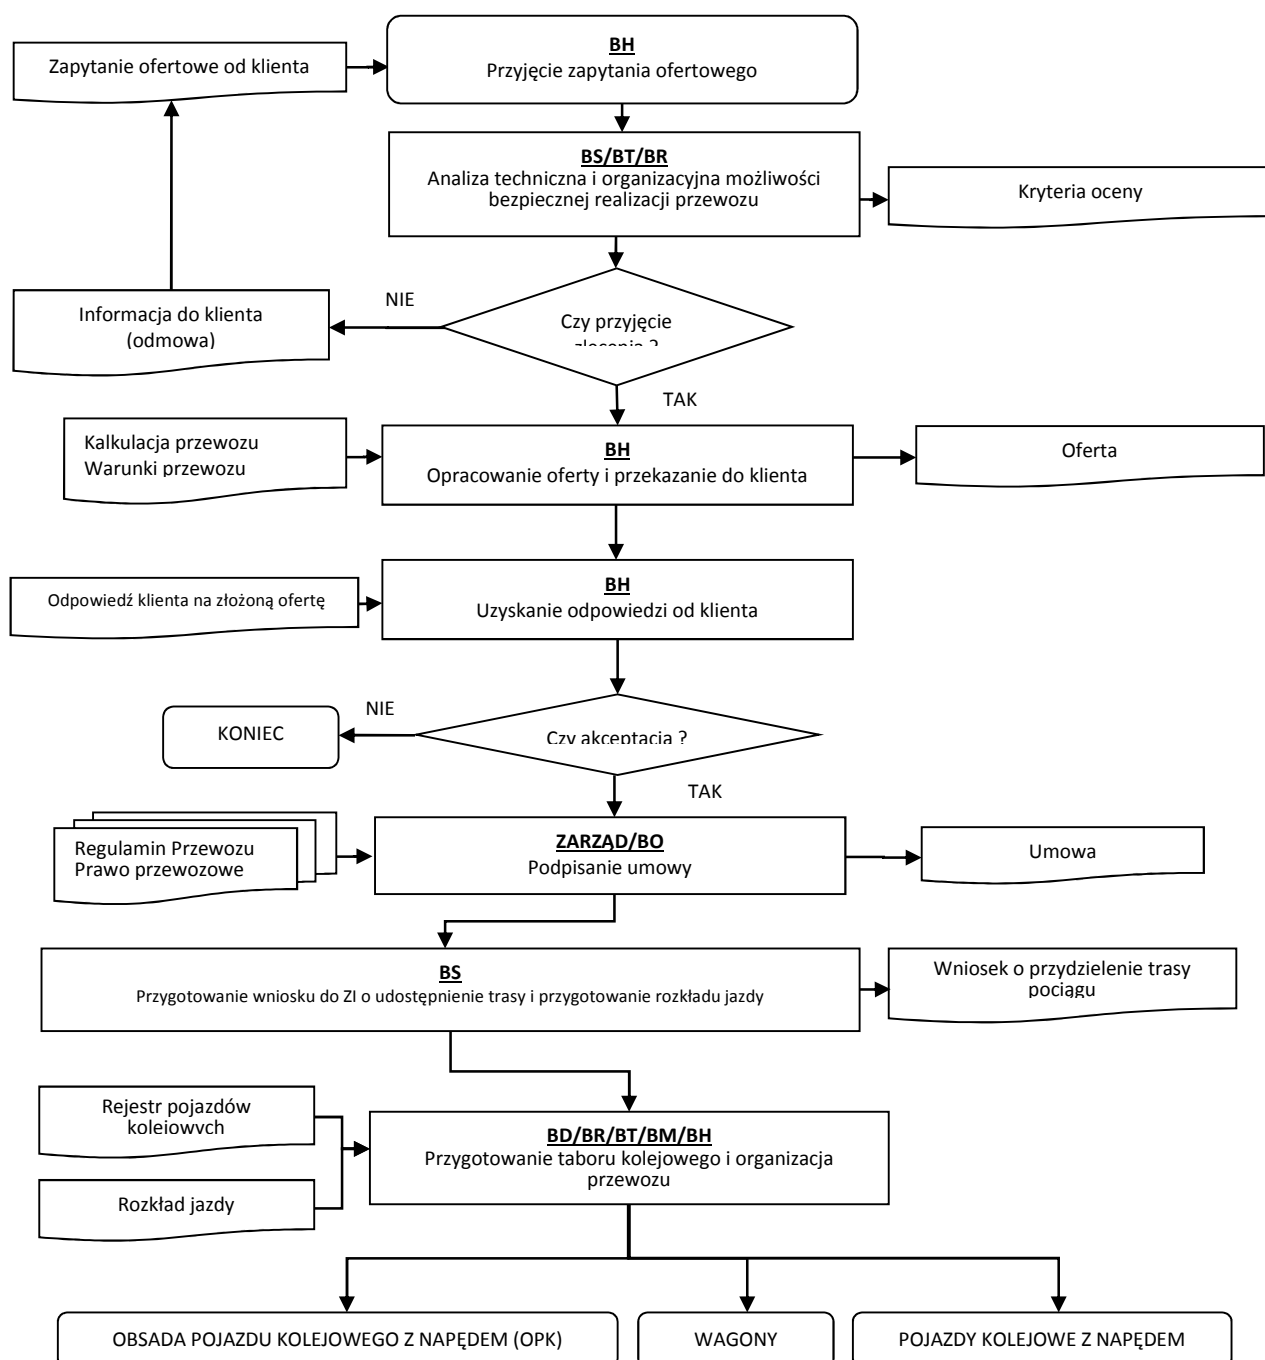 BH
Zapytanie ofertowe od klienta
Przyjęcie zapytania ofertowego
BS/BT/BR
Analiza techniczna i organizacyjna możliwości
bezpiecznej realizacji przewozu
Kryteria oceny
NIE
Informacja do klienta
(odmowa)
Czy przyjęcie
zlecenia ?
TAK
Kalkulacja przewozu
Warunki przewozu
BH
Opracowanie oferty i przekazanie do klienta
Oferta
BH
Odpowiedź klienta na złożoną ofertę
Uzyskanie odpowiedzi od klienta
NIE
KONIEC
Czy akceptacja ?
TAK
Regulamin Przewozu
Prawo przewozowe
ZARZĄD/BO
Podpisanie umowy
Umowa
BS
Przygotowanie wniosku do ZI o udostępnienie trasy i przygotowanie rozkładu jazdy
Wniosek o przydzielenie trasy
pociągu
Rejestr pojazdów
kolejowych
BD/BR/BT/BM/BH
Przygotowanie taboru kolejowego i organizacja
przewozu
Rozkład jazdy
OBSADA POJAZDU KOLEJOWEGO Z NAPĘDEM (OPK)
WAGONY
POJAZDY KOLEJOWE Z NAPĘDEM